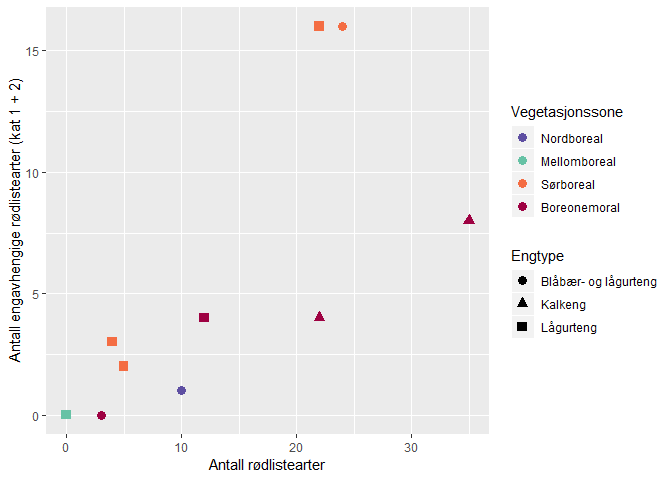 15
10
5
0
Antall engavhengige rødlistearter (kat 1 + 2)
0
10
20
30
Antall rødlistearter
Vegetasjonssone
Nordboreal
Mellomboreal
Sørboreal
Boreonemoral
Engtype
Blåbær- og lågurteng
Kalkeng
Lågurteng